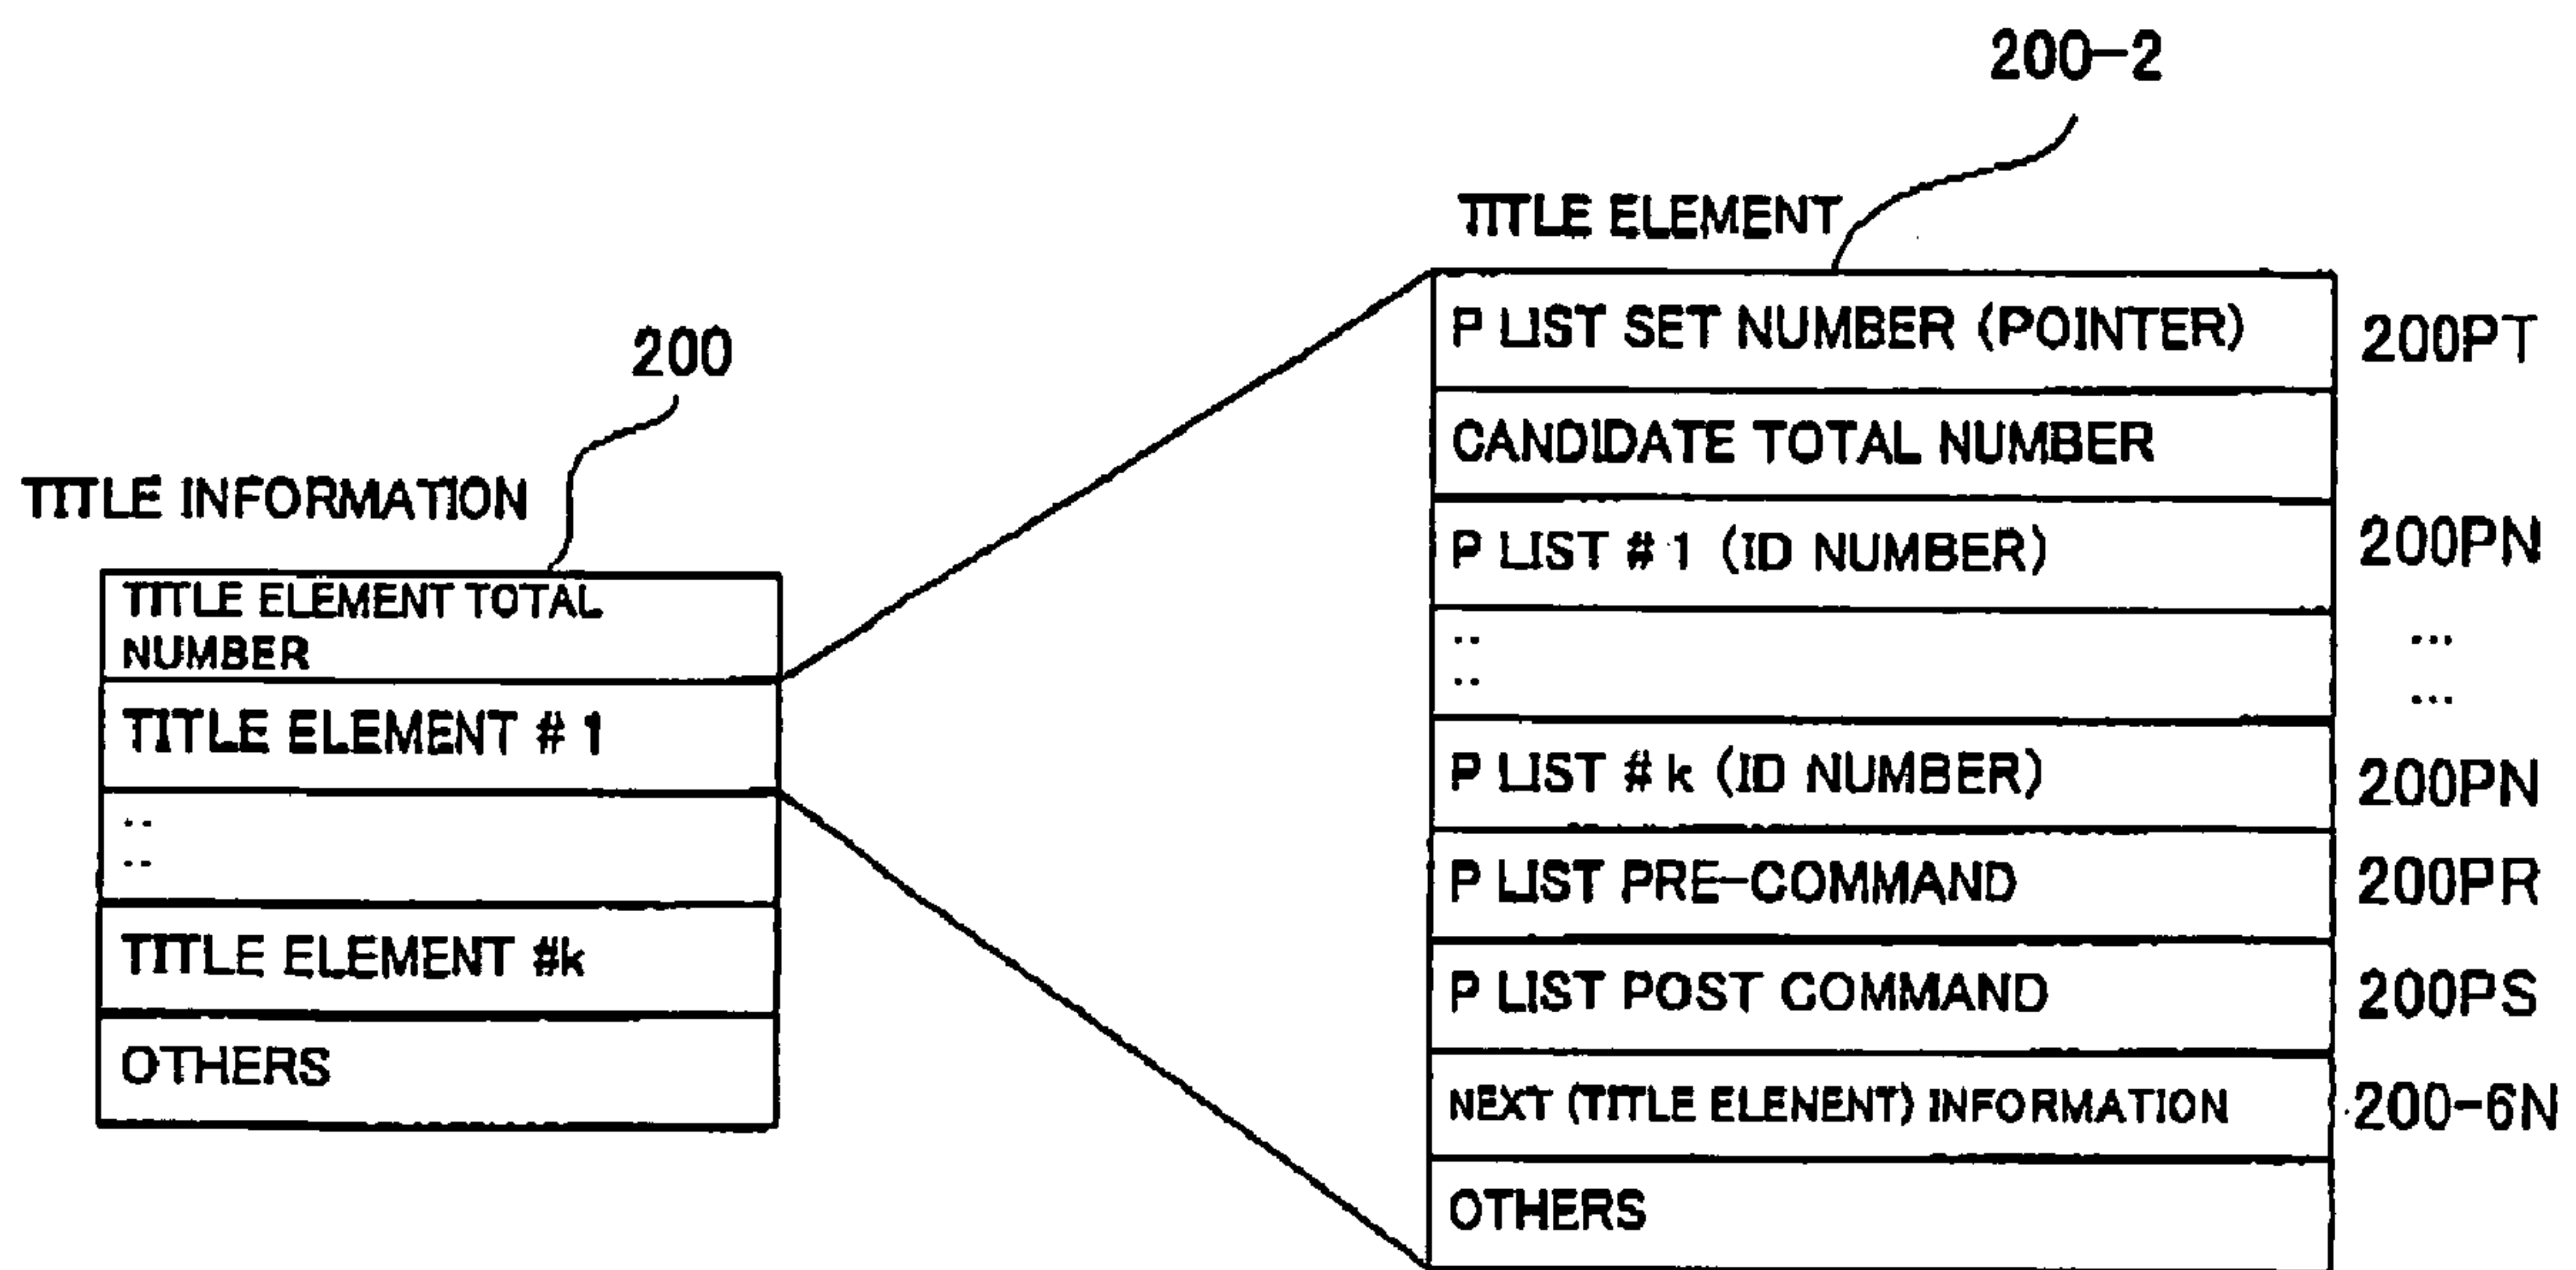 200-2
TITLE ELEMENT
200
TITLE INFORMATION
TITLE ELEMENT TOTAL
NUMBER
TITLE ELEMENT # 1
..
..
TITLE ELEMENT #k
OTHERS
P LIST SET NUMBER (POINTER) 200PT
CANDIDATE TOTAL NUMBER
P LIST # 1 (ID NUMBER) 200PN
.. ...
.. ...
P LIST # k (ID NUMBER) 200PN
P LIST PRE-COMMAND 200PR
P LIST POST COMMAND 200PS
NEXT (TITLE ELENENT) INFORMATION 200-6N
OTHERS